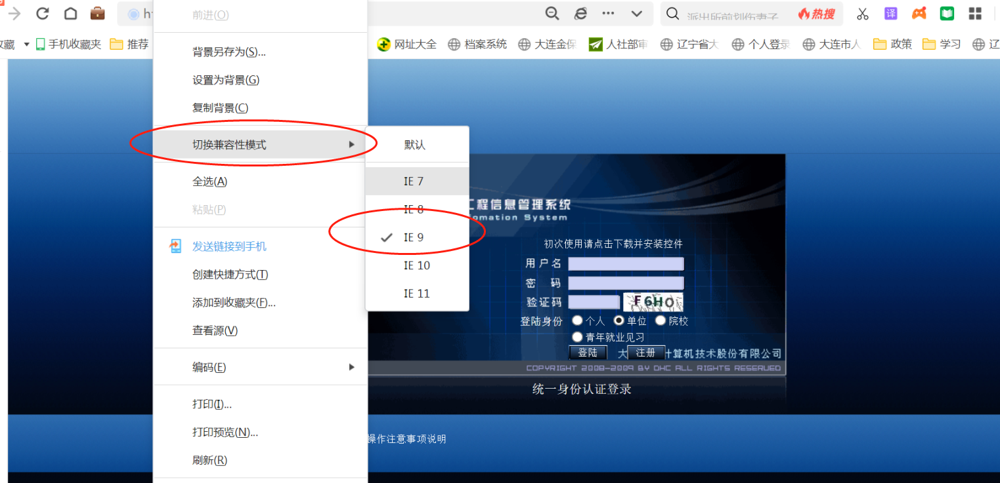 前进(O)
派出所前划伤妻子
热搜
译
收藏
手机收藏夹
推荐
网址大全
档案系统
大连金保
人社部审
辽宁省大
个人登录
大连市人
政策
学习
辽
背景另存为(S)...
设置为背景(G)
复制背景(C)
切换兼容性模式
全选(A)
粘贴(P)
发送链接到手机
创建快捷方式(T)
添加到收藏夹(F)...
查看源(V)
编码(E)
打印(I)...
打印预览(N)...
刷新(R)
默认
IE 7
IE 8
IE 9
IE 10
IE 11
工程信息管理系统
omation System
初次使用请点击下载并安装控件
用户名
密 码
验证码 F6HO
登陆身份 个人 单位 院校
青年就业见习
登陆 大 注册 计算机技术股份有限公司
COPYRIGHT 2008-2009 BY DHC ALL RIGHTS RESERVED
统一身份认证登录
操作注意事项说明